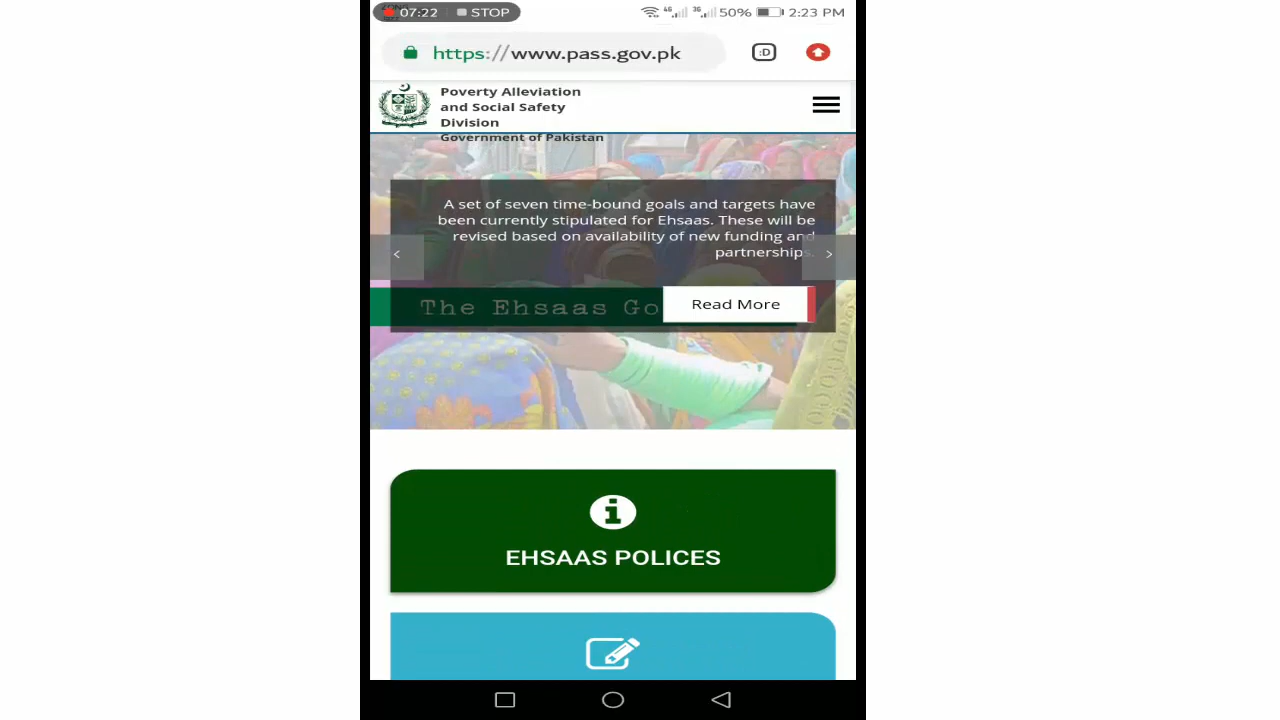 07:22 STOP 4G 3G 50% 2:23 PM
https://www.pass.gov.pk :D
Poverty Alleviation
and Social Safety
Division
Government of Pakistan
A set of seven time-bound goals and targets have
been currently stipulated for Ehsaas. These will be
revised based on availability of new funding and
partnerships.
< >
The Ehsaas Go
Read More
EHSAAS POLICES